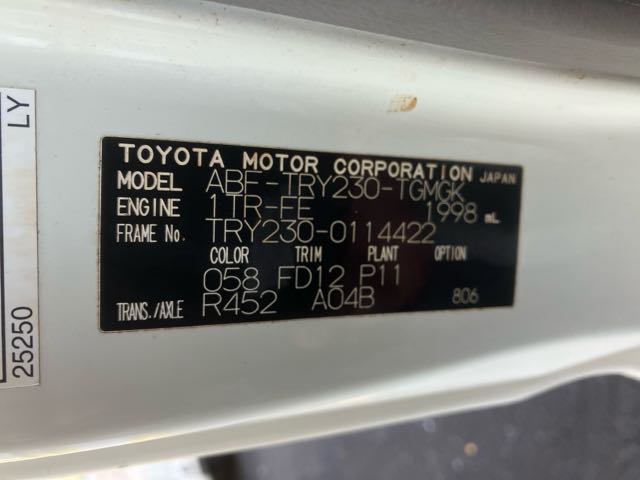 TOYOTA MOTOR CORPORATION JAPAN
MODEL ABF-TRY230-TGMGK
ENGINE 1TR-FE 1998 mL
FRAME No. TRY230-0114422
COLOR TRIM PLANT OPTION
058 FD12 P11
TRANS./AXLE R452 A04B 806
LY
25250